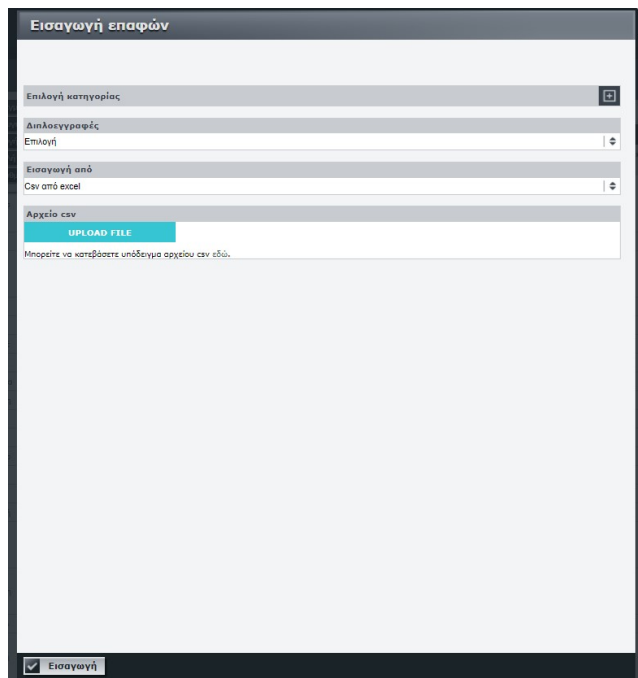 Εισαγωγή επαφών
Επιλογή κατηγορίας
Διπλοεγγραφές
Επιλογή
Εισαγωγή από
Csv από excel
Αρχείο csv
UPLOAD FILE
Μπορείτε να κατεβάσετε υπόδειγμα αρχείου csv εδώ.
Εισαγωγή